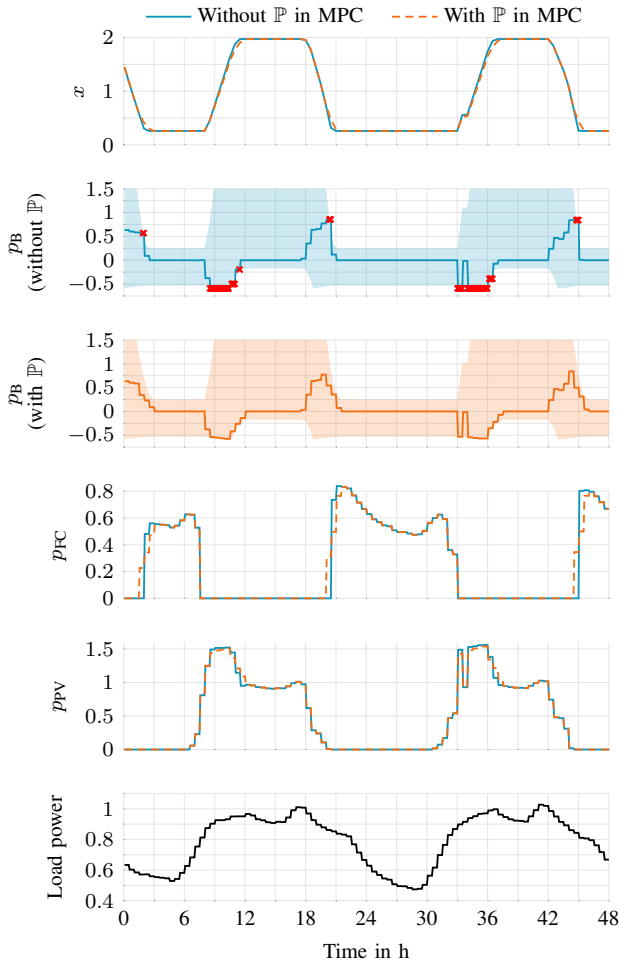 Without ℙ in MPC With ℙ in MPC
2
1
0
x
1.5
1
0.5
0
−0.5
pB
(without ℙ)
1.5
1
0.5
0
−0.5
pB
(with ℙ)
0.8
0.6
0.4
0.2
0
pFC
1.5
1
0.5
0
pPV
1
0.8
0.6
0.4
Load power
0 6 12 18 24 30 36 42 48
Time in h